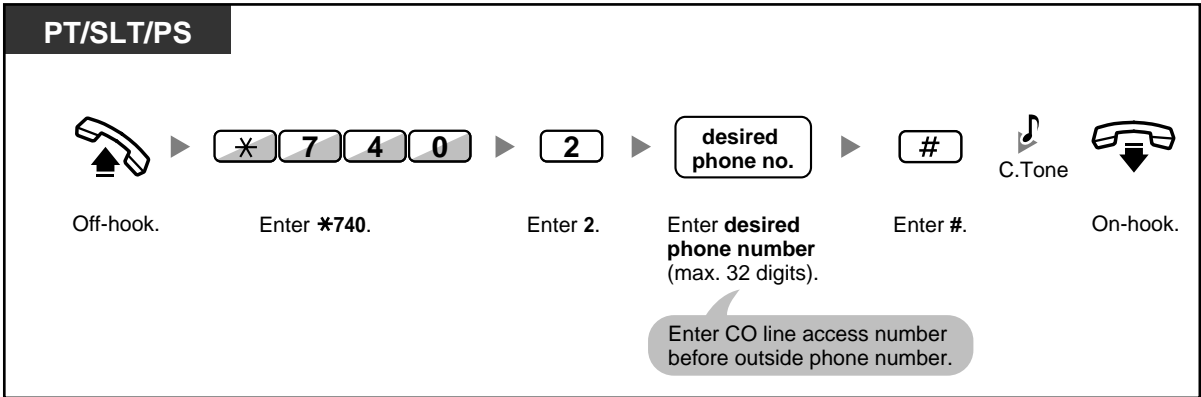 PT/SLT/PS
* 7 4 0
2
desired
phone no.
#
C.Tone
Off-hook.
Enter *740.
Enter 2.
Enter desired
phone number
(max. 32 digits).
Enter #.
On-hook.
Enter CO line access number
before outside phone number.